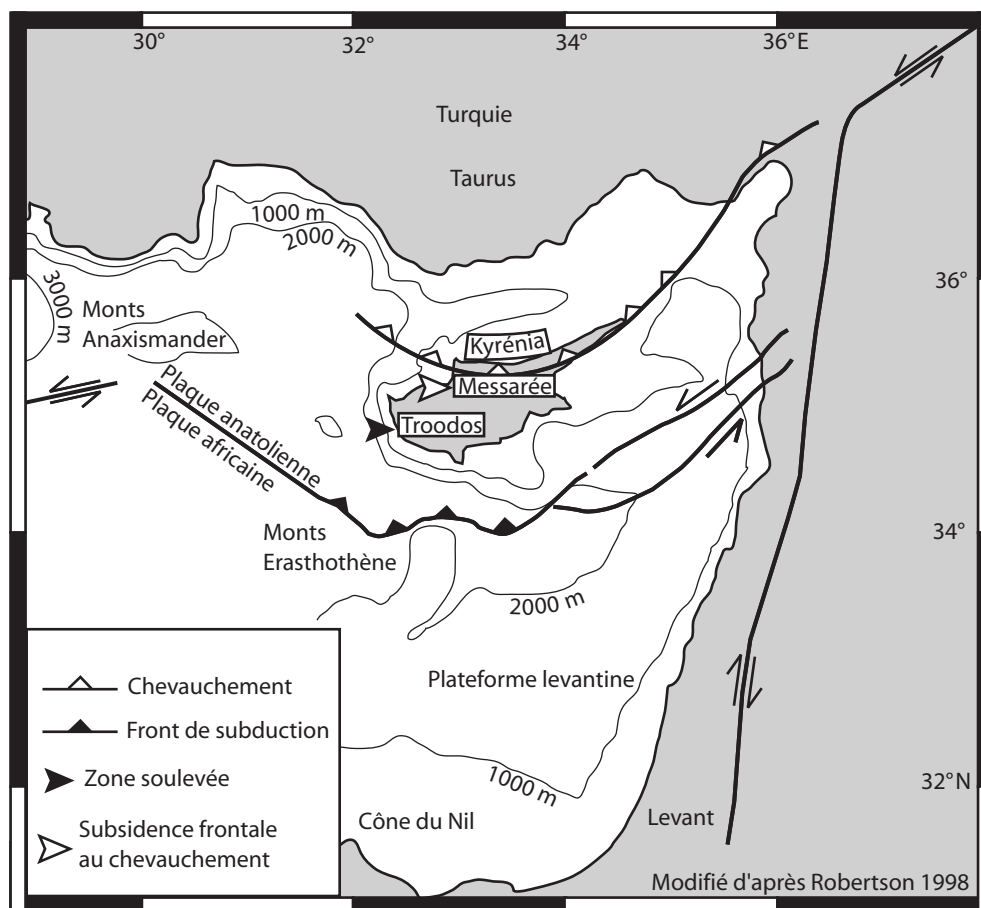 30°
32°
34°
36°E
Turquie
Taurus
1000 m
2000 m
3000 m
36°
Monts
Anaxismander
Kyrénia
Messarée
Troodos
Plaque anatolienne
Plaque africaine
34°
Monts
Erasthothène
2000 m
Plateforme levantine
Chevauchement
Front de subduction
Zone soulevée
Subsidence frontale
au chevauchement
1000 m
32°N
Cône du Nil
Levant
Modifié d'après Robertson 1998